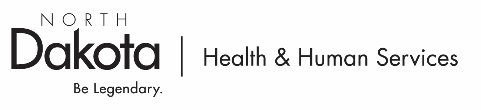 NORTH
Dakota | Health & Human Services
Be Legendary.